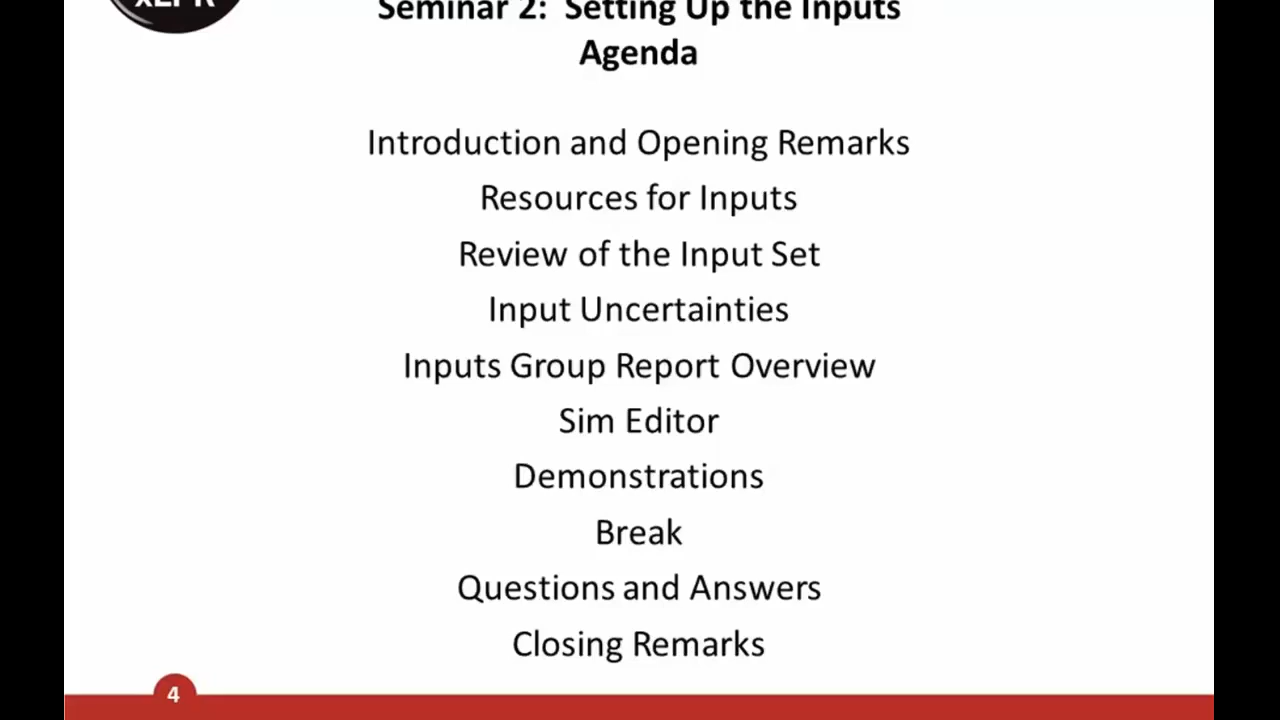 Seminar 2: Setting Up the Inputs
Agenda
Introduction and Opening Remarks
Resources for Inputs
Review of the Input Set
Input Uncertainties
Inputs Group Report Overview
Sim Editor
Demonstrations
Break
Questions and Answers
Closing Remarks
4